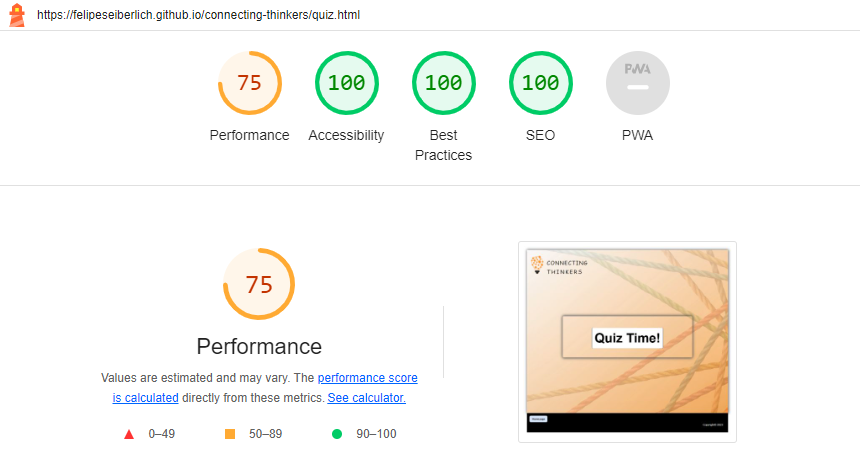 https://felipeseiberlich.github.io/connecting-thinkers/quiz.html
75
100
100
100
PWA
Performance
Accessibility
Best
Practices
SEO
PWA
75
Performance
Values are estimated and may vary. The performance score
is calculated directly from these metrics. See calculator.
0–49
50–89
90–100
CONNECTING
THINKERS
Quiz Time!